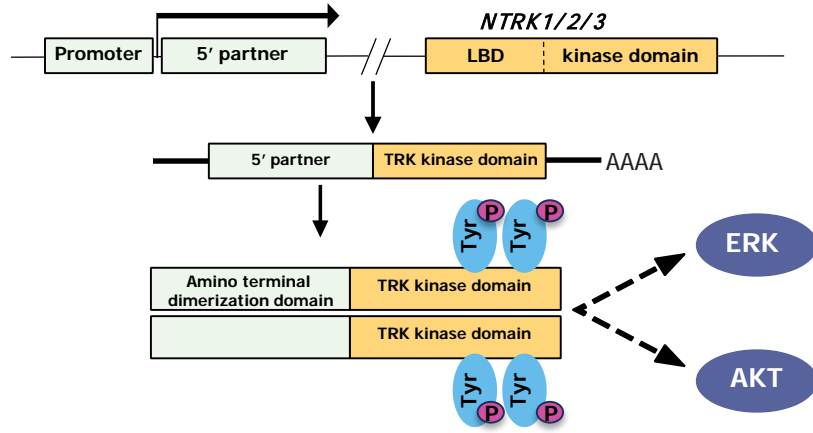 NTRK1/2/3
Promoter
5′ partner
LBD
kinase domain
5′ partner
TRK kinase domain
AAAA
Tyr
P
Tyr
P
Amino terminal
dimerization domain
TRK kinase domain
TRK kinase domain
Tyr
P
Tyr
P
ERK
AKT